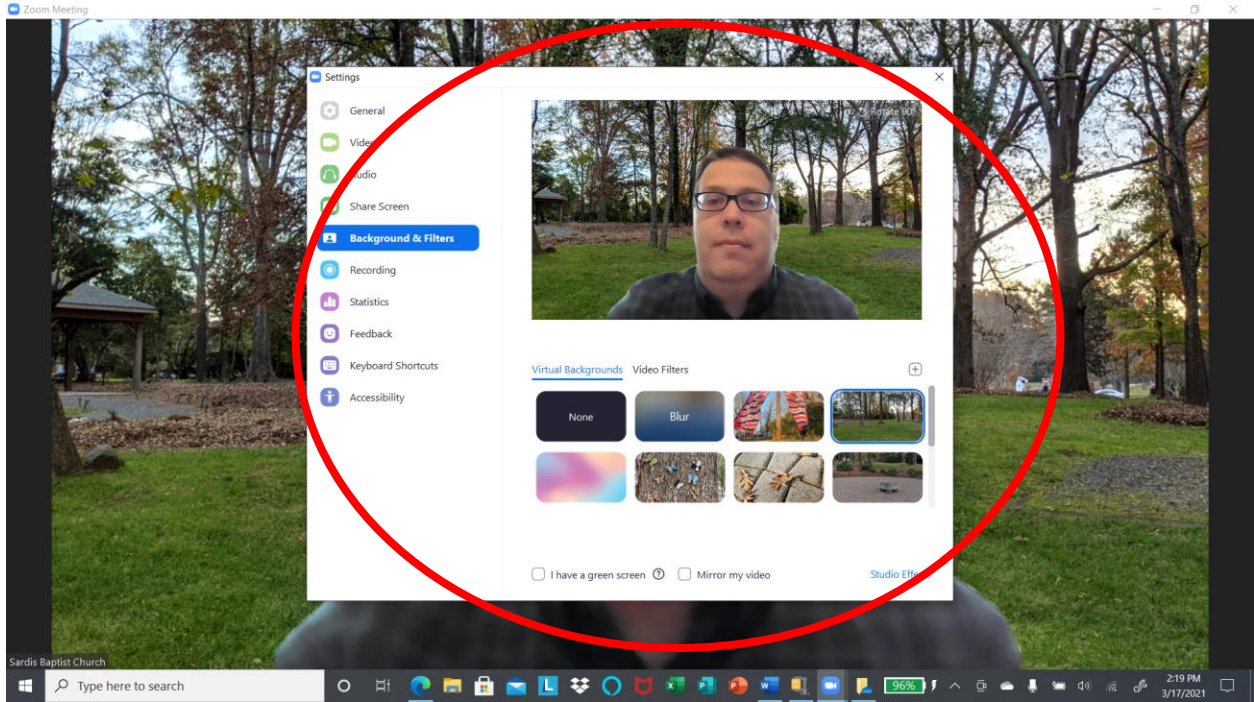 Zoom Meeting
Settings
General
Rotate 90°
Video
Audio
Share Screen
Background & Filters
Recording
Statistics
Feedback
Keyboard Shortcuts
Accessibility
Virtual Backgrounds Video Filters
None
Blur
I have a green screen
Mirror my video
Studio Effects
Sardis Baptist Church
Type here to search
96%
2:19 PM
3/17/2021